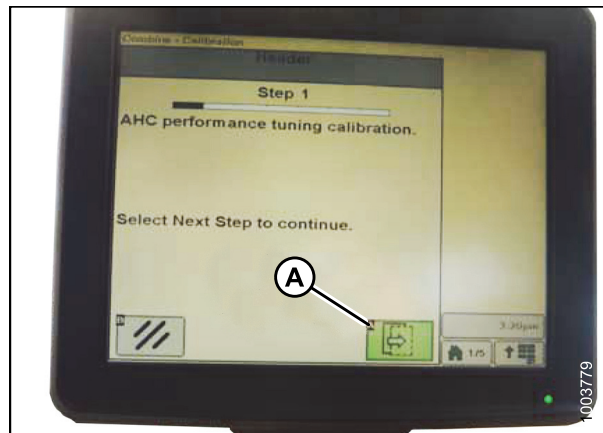 Combine - Calibration
Header
Step 1
AHC performance tuning calibration.
Select Next Step to continue.
A
1/5
1003779